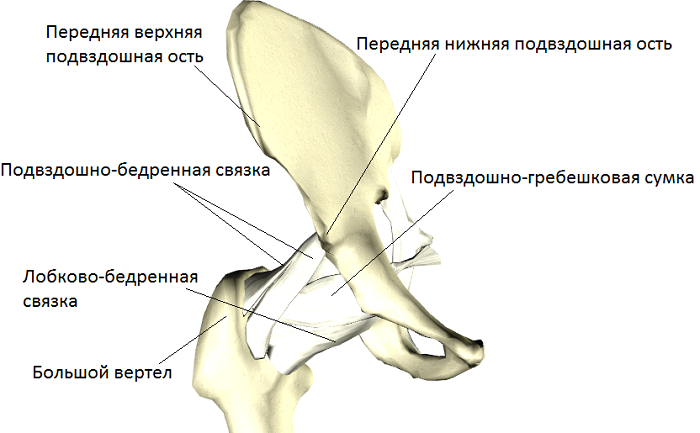 Передняя верхняя
подвздошная ость
Передняя нижняя подвздошная ость
Подвздошно-бедренная связка
Подвздошно-гребешковая сумка
Лобково-бедренная
связка
Большой вертел